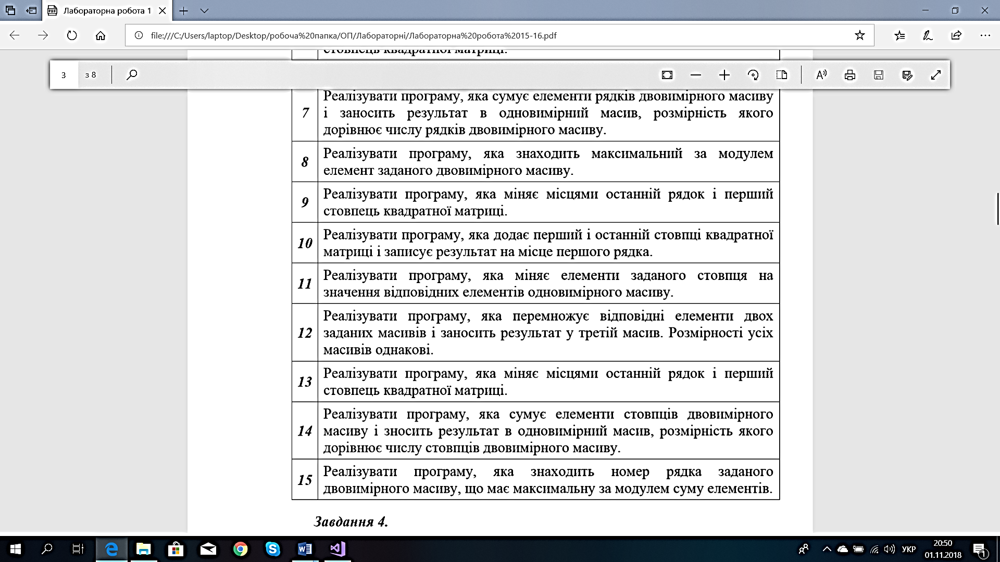 Лабораторна робота 1
file:///C:/Users/laptop/Desktop/робоча%20папка/ОП/Лабораторні/Лабораторна%20робота%2015-16.pdf
стовпець квадратної матриці.
3 з 8
Реалізувати програму, яка сумує елементи рядків двовимірного масиву
7 і заносить результат в одновимірний масив, розмірність якого
дорівнює числу рядків двовимірного масиву.
Реалізувати програму, яка знаходить максимальний за модулем
8
елемент заданого двовимірного масиву.
Реалізувати програму, яка міняє місцями останній рядок і перший
9
стовпець квадратної матриці.
Реалізувати програму, яка додає перший і останній стовпці квадратної
10
матриці і записує результат на місце першого рядка.
Реалізувати програму, яка міняє елементи заданого стовпця на
11
значення відповідних елементів одновимірного масиву.
Реалізувати програму, яка перемножує відповідні елементи двох
12 заданих масивів і заносить результат у третій масив. Розмірності усіх
масивів однакові.
Реалізувати програму, яка міняє місцями останній рядок і перший
13
стовпець квадратної матриці.
Реалізувати програму, яка сумує елементи стовпців двовимірного
14 масиву і зносить результат в одновимірний масив, розмірність якого
дорівнює числу стовпців двовимірного масиву.
Реалізувати програму, яка знаходить номер рядка заданого
15
двовимірного масиву, що має максимальну за модулем суму елементів.
Завдання 4.
УКР
20:50
01.11.2018
1